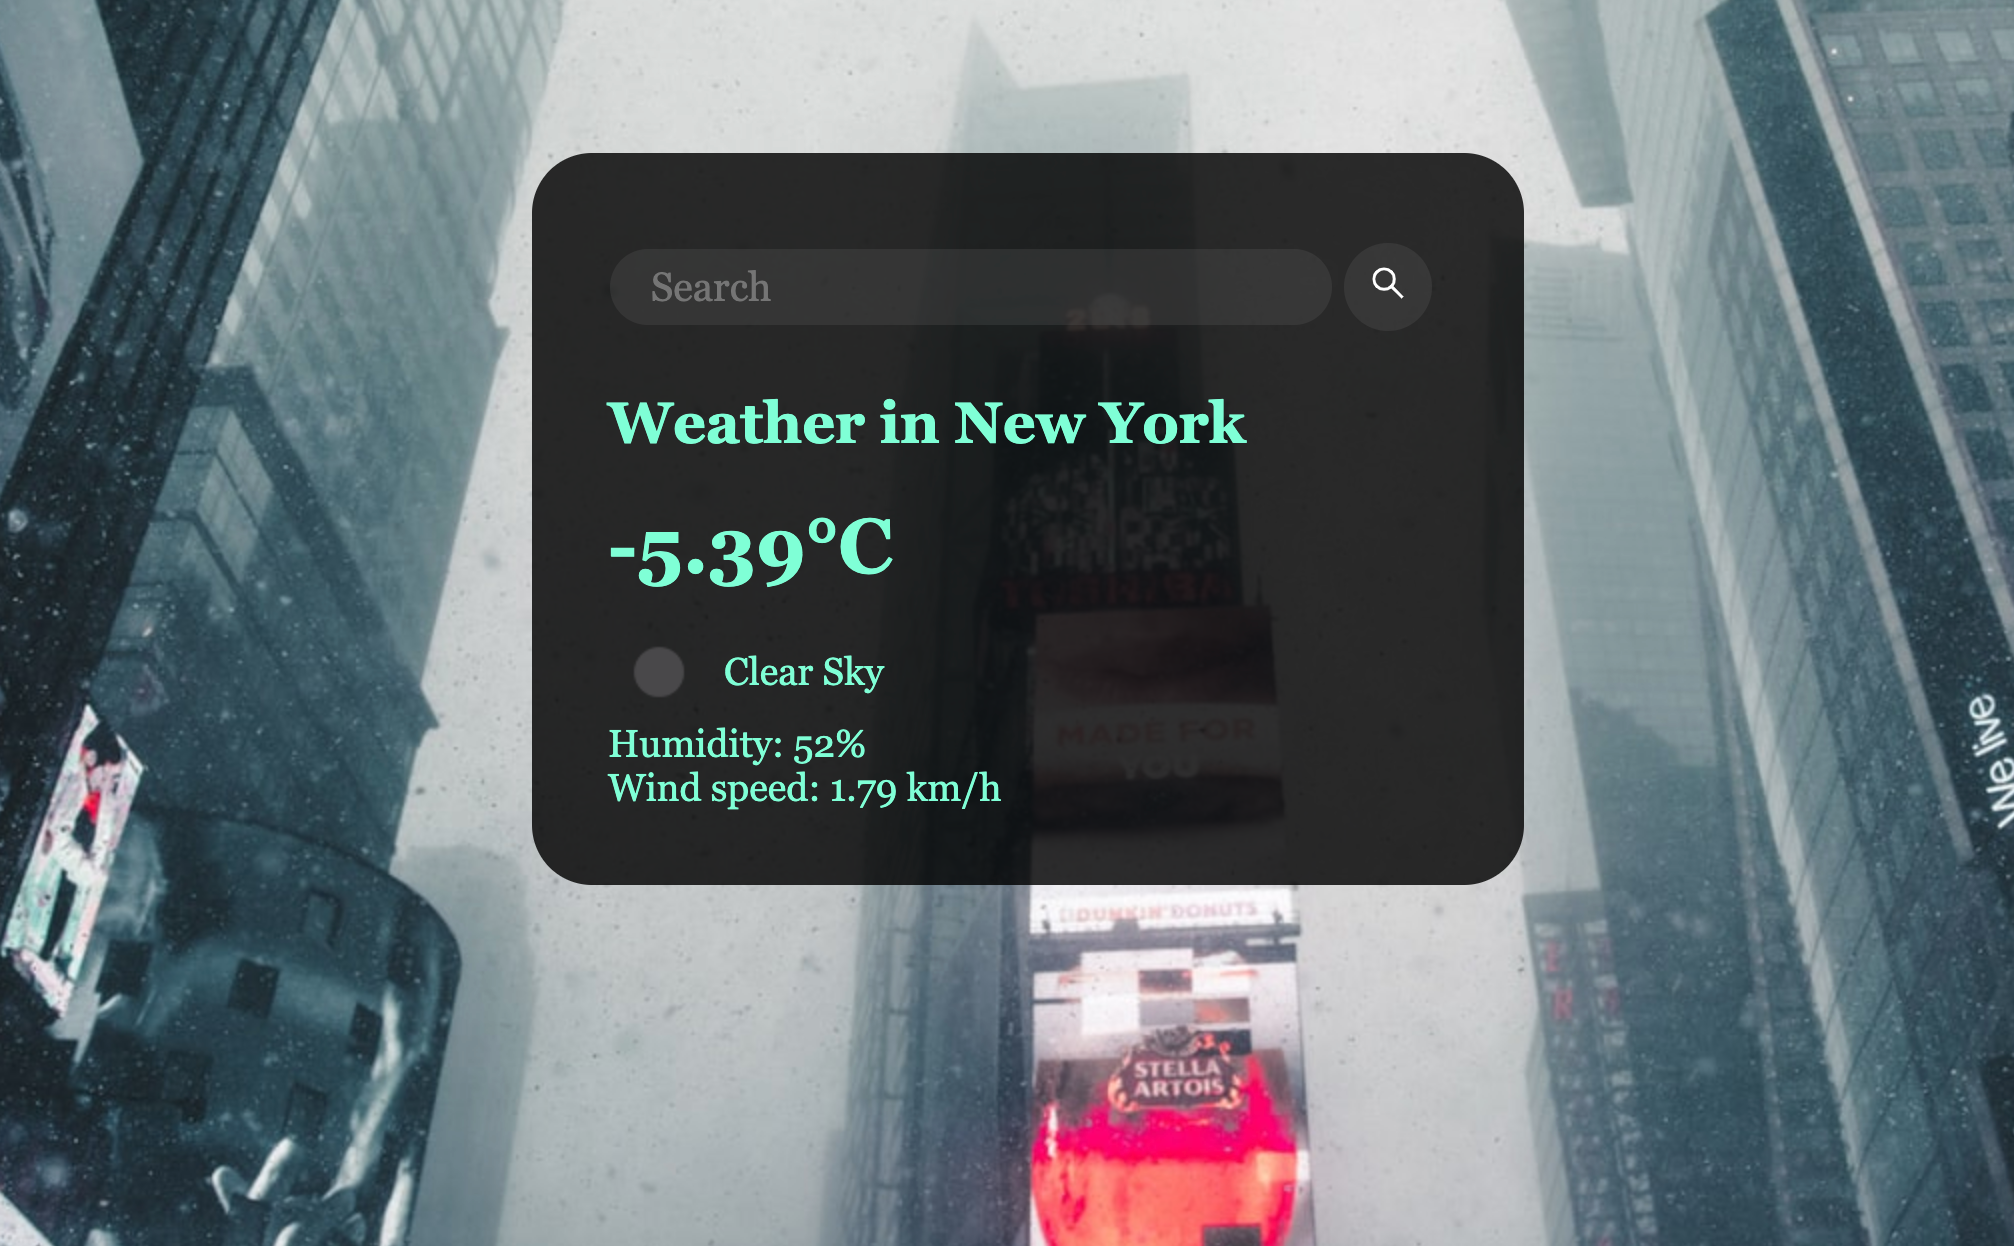 Search
Weather in New York
-5.39°C
Clear Sky
Humidity: 52%
Wind speed: 1.79 km/h
MADE FOR
YOU
DUNKIN' DONUTS
STELLA
ARTOIS
We live